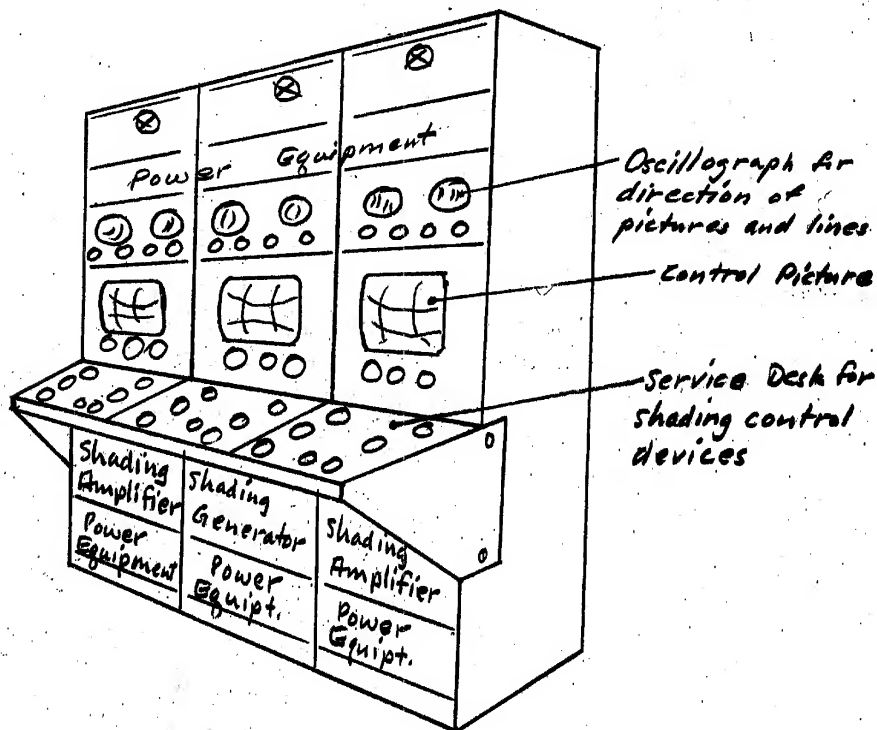 Power Equipment
Oscillograph for
direction of
pictures and lines
Control Picture
Service Desk for
shading control
devices
Shading
Amplifier
Power
Equipment
Shading
Generator
Power
Equipt.
Shading
Amplifier
Power
Equipt.